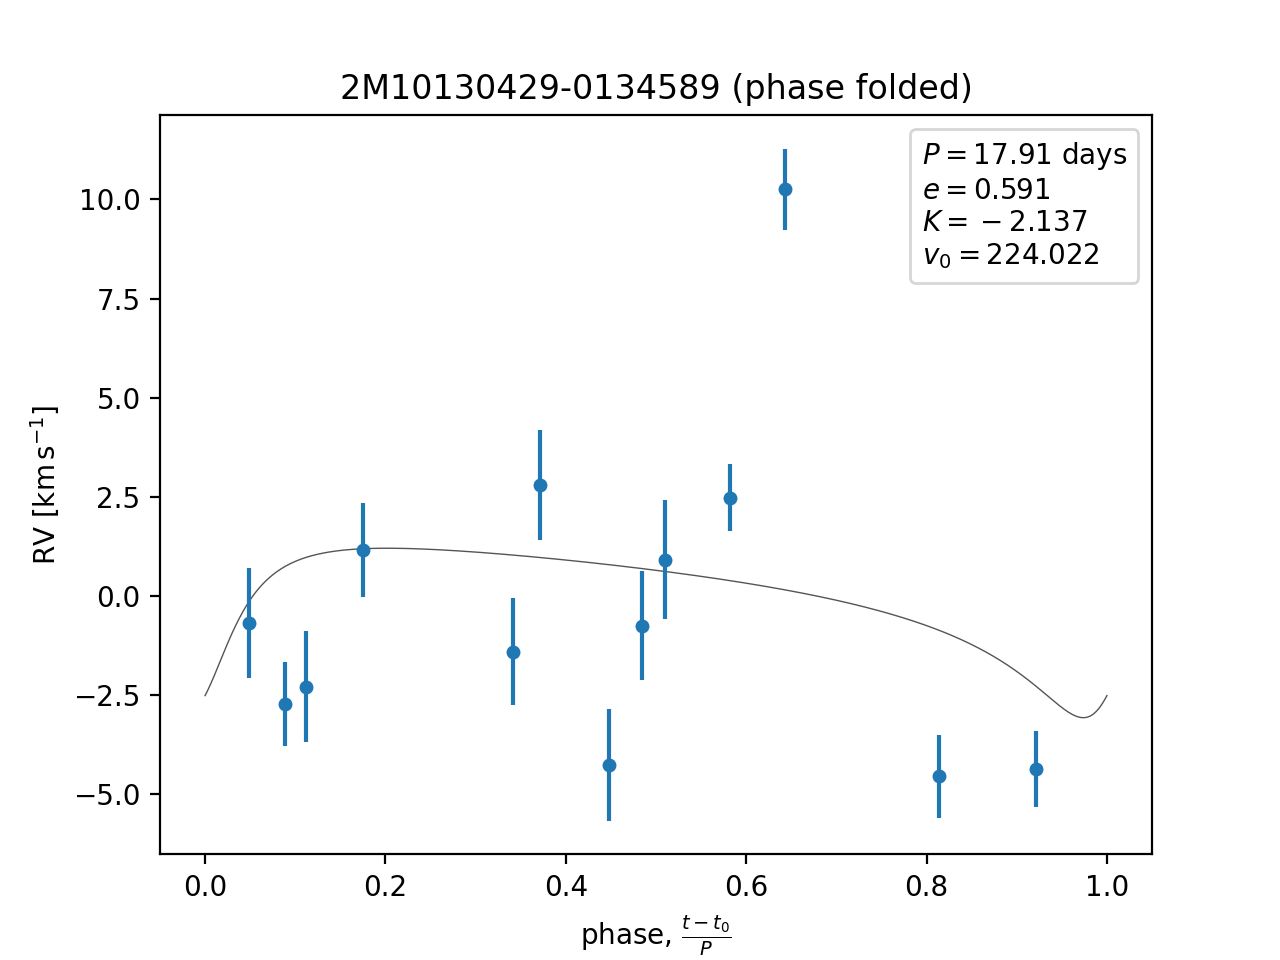 2M10130429-0134589 (phase folded)
P = 17.91 days
e = 0.591
K = −2.137
v₀ = 224.022
10.0
7.5
5.0
2.5
0.0
−2.5
−5.0
RV [km s⁻¹]
0.0 0.2 0.4 0.6 0.8 1.0
phase, (t − t₀)/P